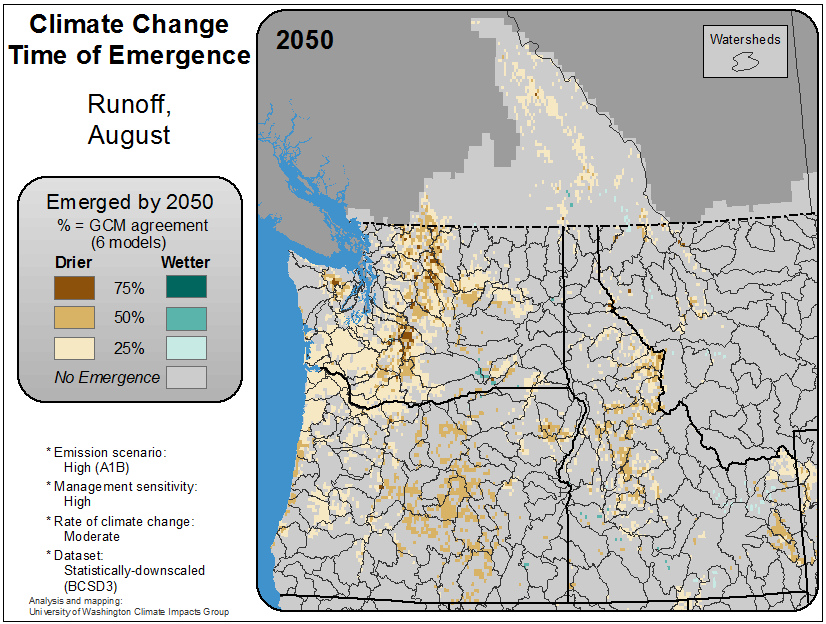 Climate Change
Time of Emergence
Runoff,
August
Emerged by 2050
% = GCM agreement
(6 models)
Drier Wetter
75%
50%
25%
No Emergence
* Emission scenario:
High (A1B)
* Management sensitivity:
High
* Rate of climate change:
Moderate
* Dataset:
Statistically-downscaled
(BCSD3)
Analysis and mapping:
University of Washington Climate Impacts Group
2050
Watersheds